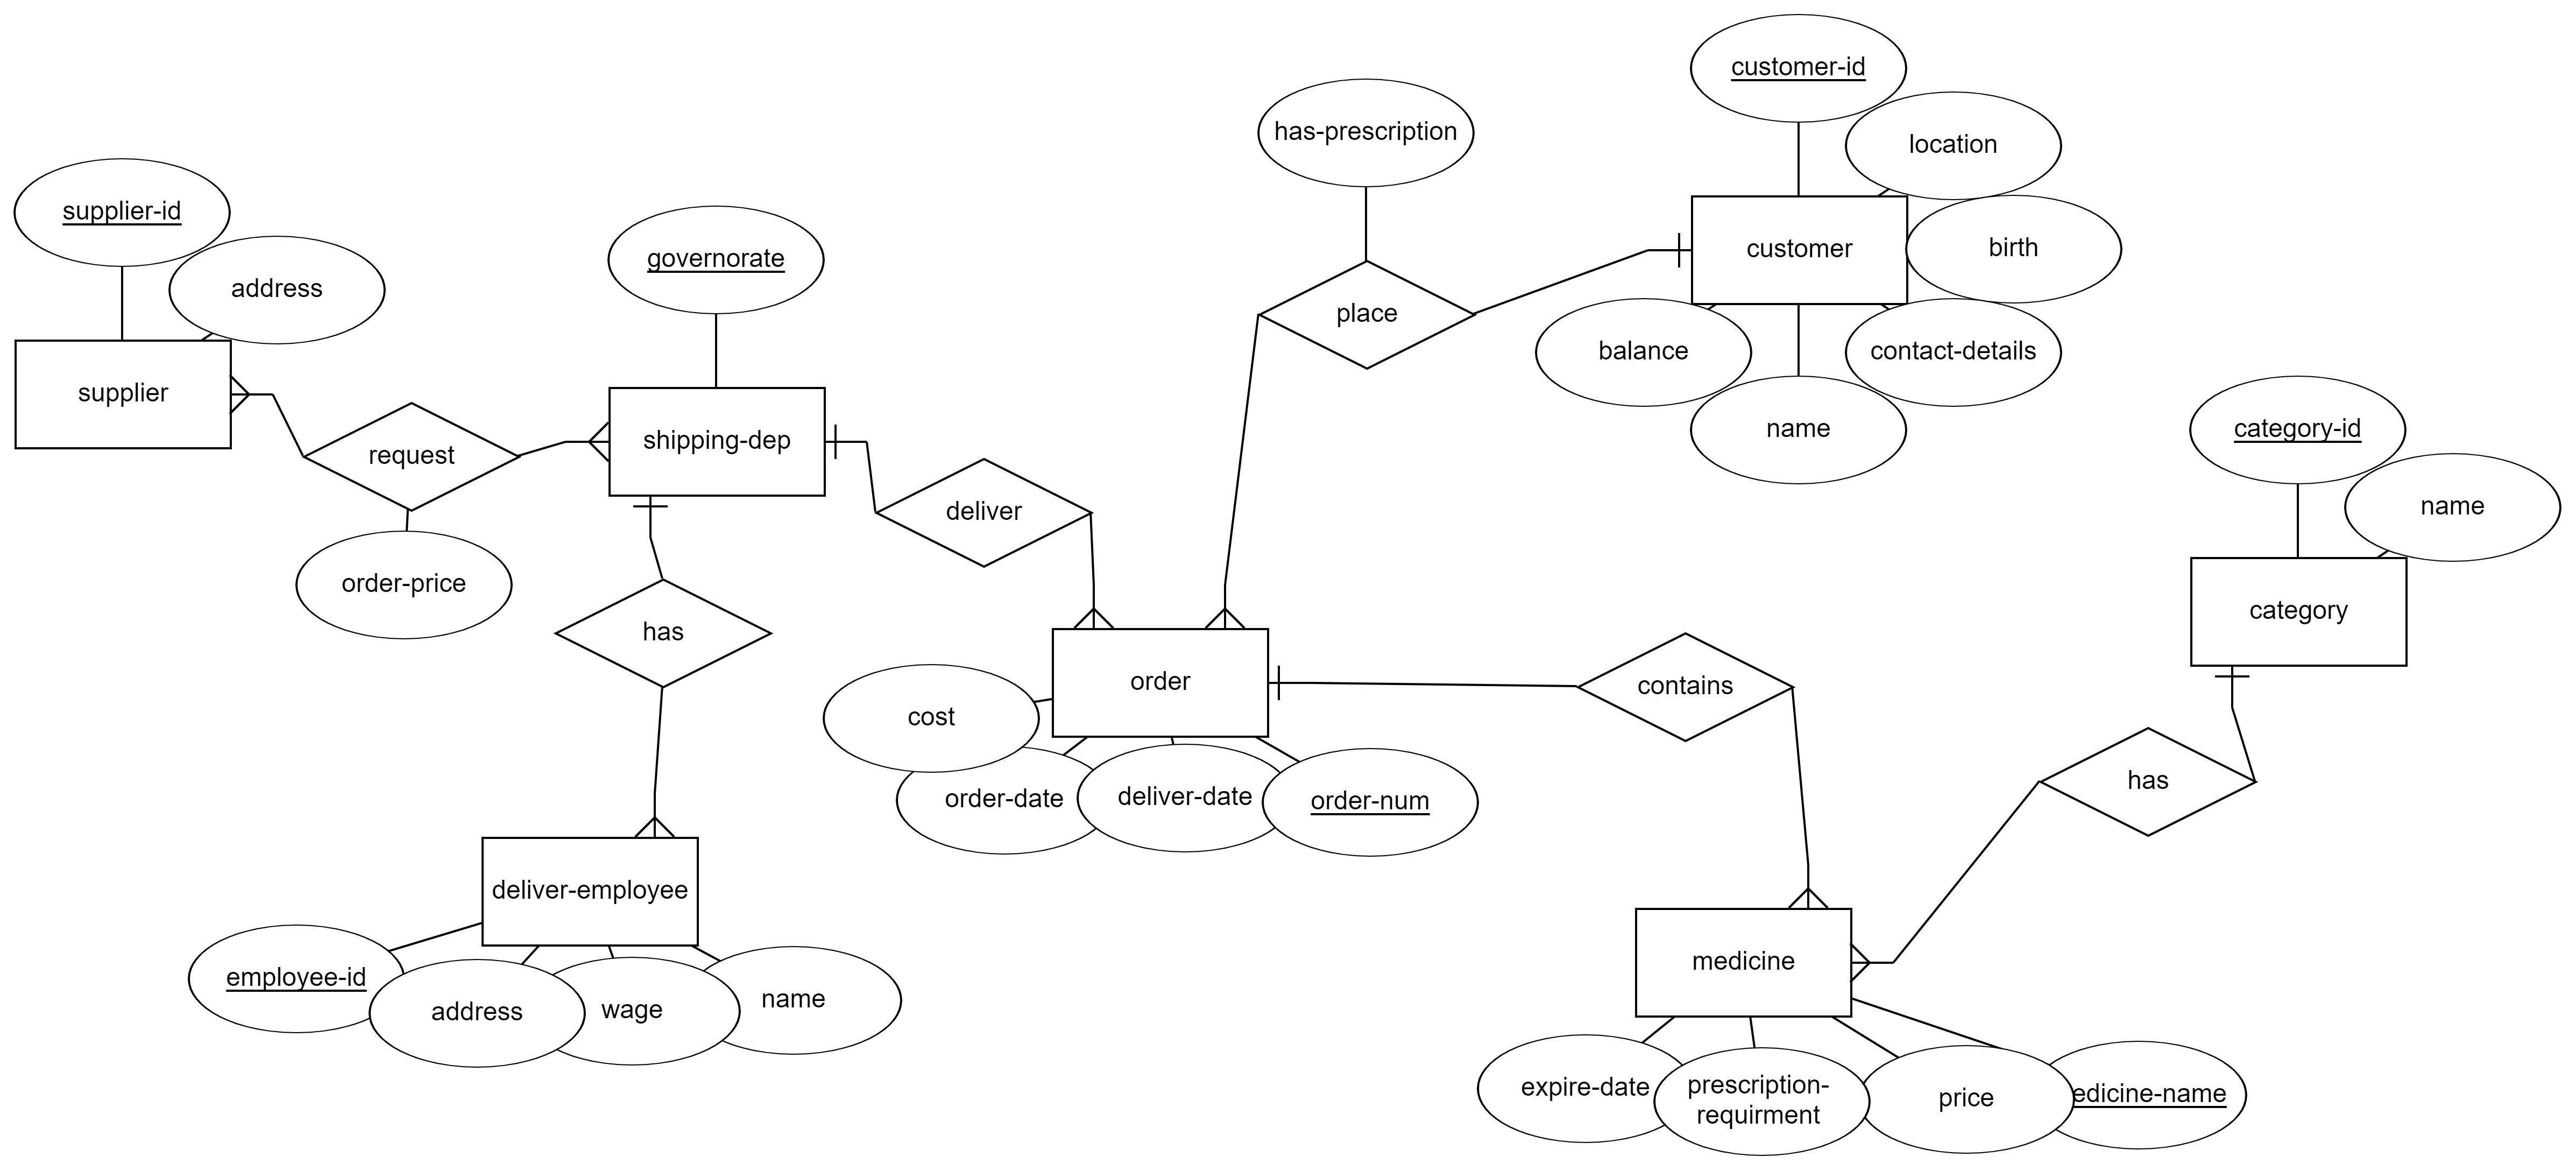 customer-id
has-prescription
location
supplier-id
customer
birth
governorate
address
place
balance
contact-details
supplier
name
category-id
shipping-dep
request
name
deliver
order-price
category
has
order
contains
cost
has
order-date
deliver-date
order-num
deliver-employee
medicine
employee-id
address
wage
name
expire-date
prescription-
requirment
price
edicine-name